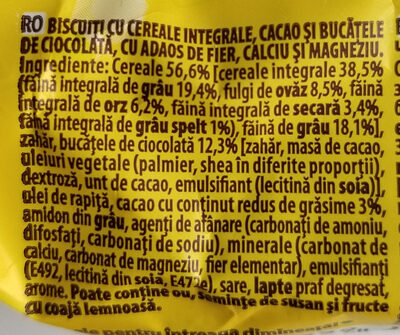 RO BISCUIȚI CU CEREALE INTEGRALE, CACAO ȘI BUCĂȚELE
DE CIOCOLATĂ, CU ADAOS DE FIER, CALCIU ȘI MAGNEZIU.
Ingrediente: Cereale 56,6% [cereale integrale 38,5%
(făină integrală de grâu 19,4%, fulgi de ovăz 8,5%, făină
integrală de orz 6,2%, făină integrală de secară 3,4%,
făină integrală de grâu spelt 1%), făină de grâu 18,1%],
zahăr, bucățele de ciocolată 12,3% [zahăr, masă de cacao,
uleiuri vegetale (palmier, shea în diferite proporții),
dextroză, unt de cacao, emulsifiant (lecitină din soia)],
ulei de rapiță, cacao cu conținut redus de grăsime 3%,
amidon din grâu, agenți de afânare (carbonați de amoniu,
difosfați, carbonați de sodiu), minerale (carbonat de
calciu, carbonat de magneziu, fier elementar), emulsifianți
(E492, lecitină din soia, E472e), sare, lapte praf degresat,
arome. Poate conține ou, semințe de susan și fructe
cu coajă lemnoasă.
pentru întreaga dimineață